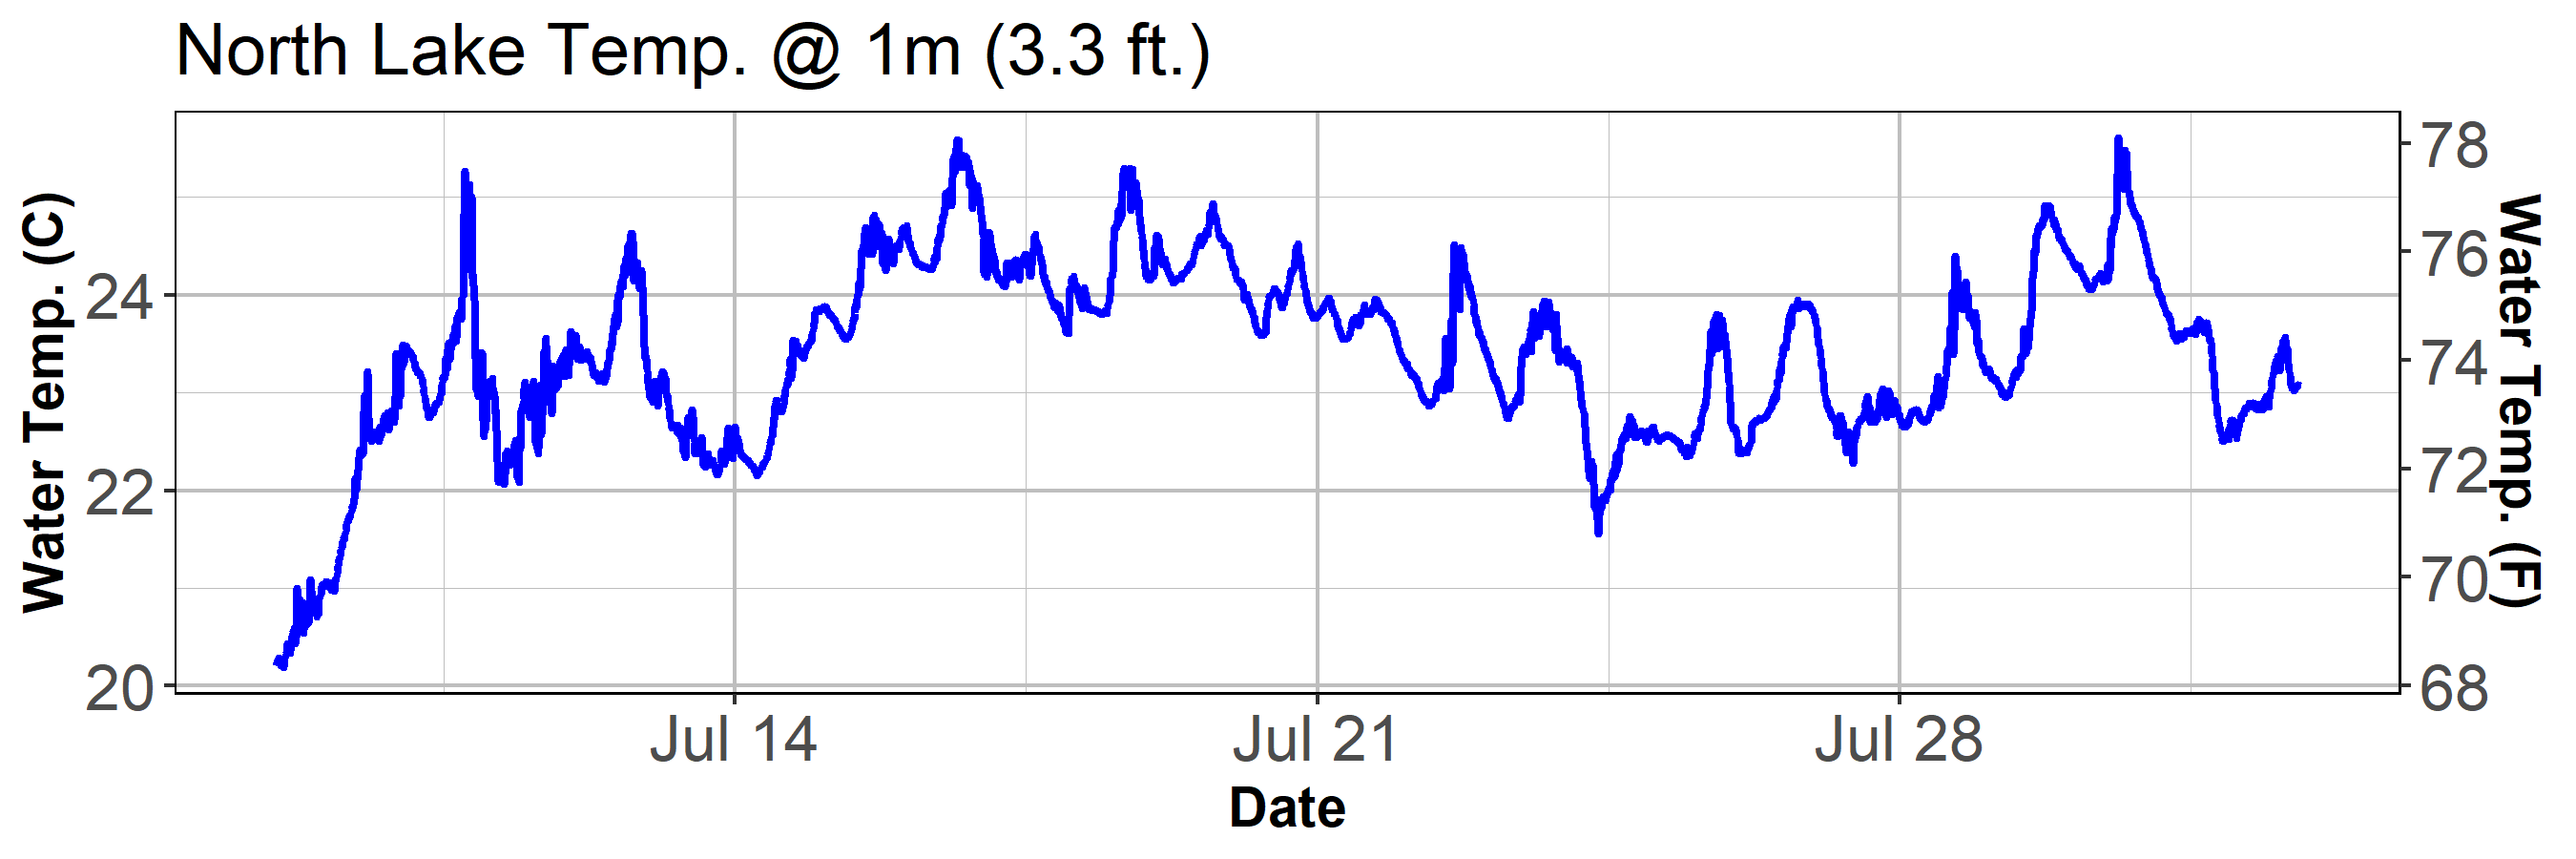 North Lake Temp. @ 1m (3.3 ft.)
Water Temp. (C)
24
22
20
78
76
74
72
70
68
Water Temp. (F)
Jul 14
Jul 21
Jul 28
Date